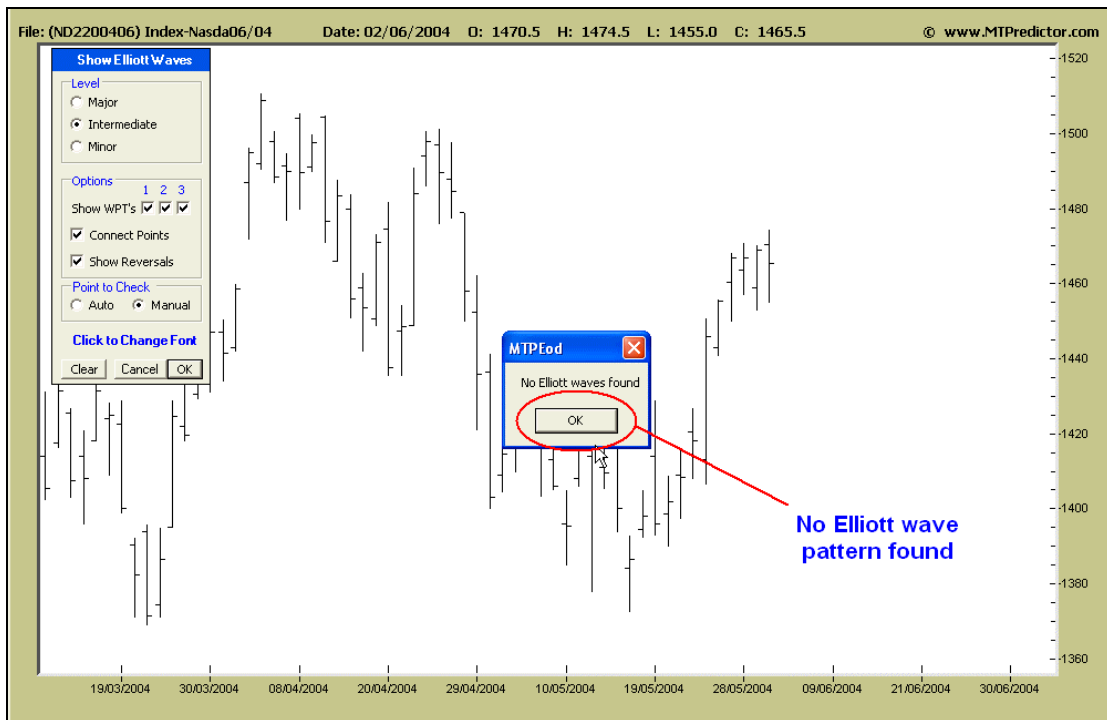 File: (ND2200406) Index-Nasda06/04 Date: 02/06/2004 O: 1470.5 H: 1474.5 L: 1455.0 C: 1465.5 © www.MTPredictor.com
Show Elliott Waves
Level
Major
Intermediate
Minor
Options
1 2 3
Show WPT's
Connect Points
Show Reversals
Point to Check
Auto Manual
Click to Change Font
Clear Cancel OK
MTPEod
No Elliott waves found
OK
No Elliott wave
pattern found
1520
1500
1480
1460
1440
1420
1400
1380
1360
19/03/2004 30/03/2004 08/04/2004 20/04/2004 29/04/2004 10/05/2004 19/05/2004 28/05/2004 09/06/2004 21/06/2004 30/06/2004